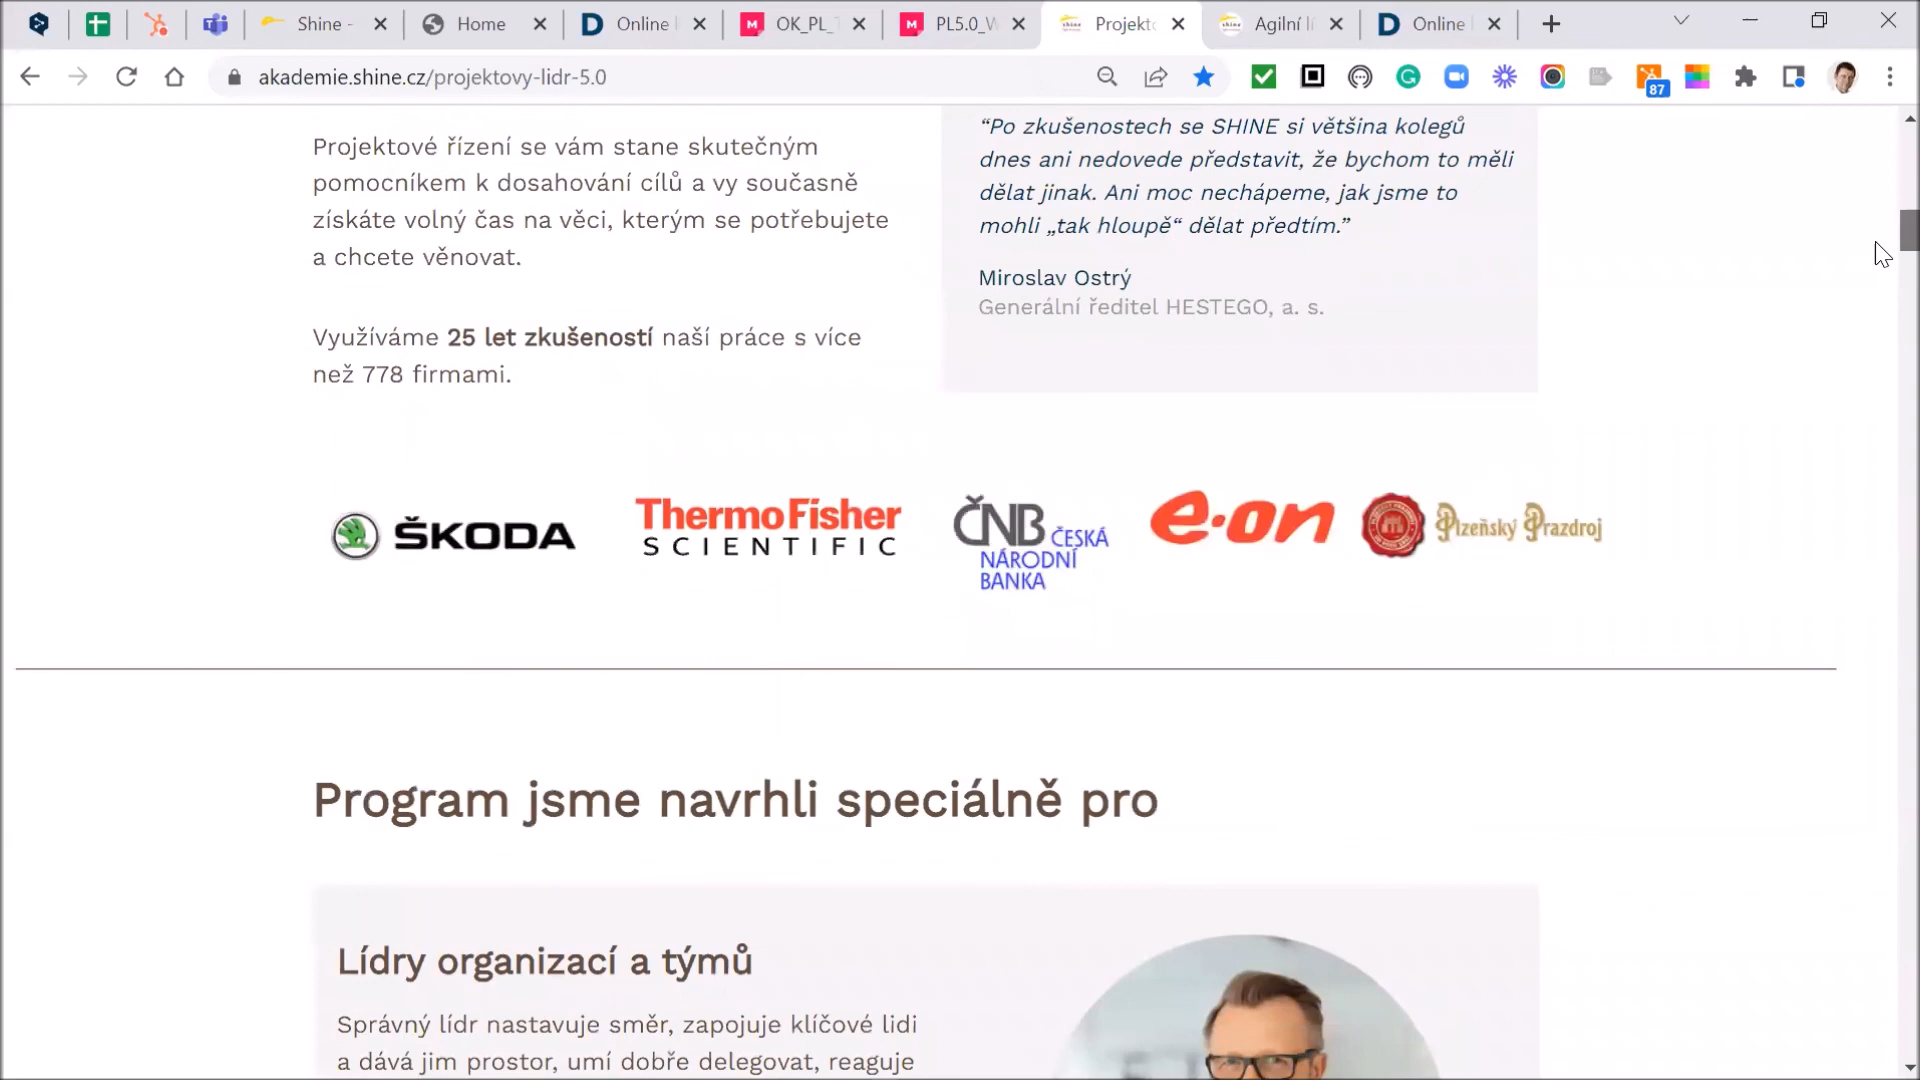 Shine -
Home
Online
OK_PL_
PL5.0_W
Projekto
Agilní lí
Online
akademie.shine.cz/projektovy-lidr-5.0
87
Projektové řízení se vám stane skutečným
pomocníkem k dosahování cílů a vy současně
získáte volný čas na věci, kterým se potřebujete
a chcete věnovat.
Využíváme 25 let zkušeností naší práce s více
než 778 firmami.
“Po zkušenostech se SHINE si většina kolegů
dnes ani nedovede představit, že bychom to měli
dělat jinak. Ani moc nechápeme, jak jsme to
mohli „tak hloupě“ dělat předtím.”
Miroslav Ostrý
Generální ředitel HESTEGO, a. s.
ŠKODA
ThermoFisher
SCIENTIFIC
ČNB ČESKÁ
NÁRODNÍ
BANKA
e·on
Plzeňský Prazdroj
Program jsme navrhli speciálně pro
Lídry organizací a týmů
Správný lídr nastavuje směr, zapojuje klíčové lidi
a dává jim prostor, umí dobře delegovat, reaguje